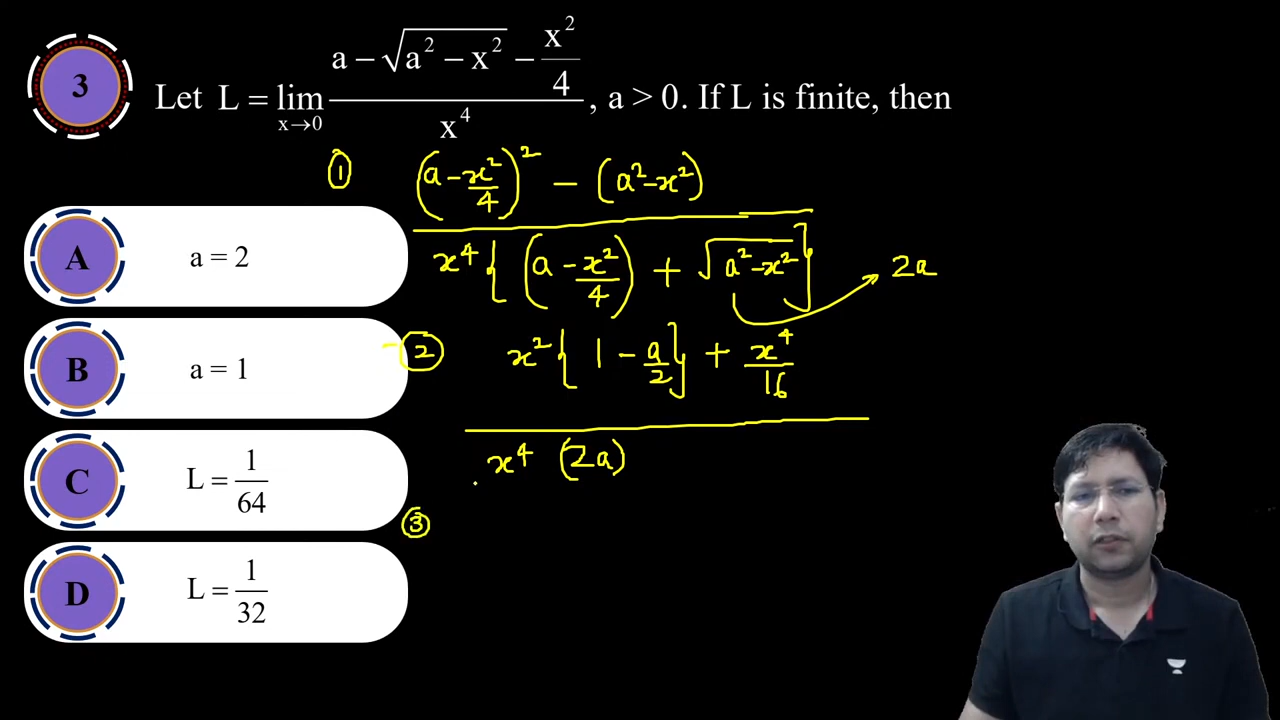 3
Let L = lim_{x→0} (a − √(a² − x²) − x²/4) / x⁴, a > 0. If L is finite, then
① ((a − x²/4)² − (a² − x²)) / (x⁴{(a − x²/4) + √(a² − x²)}) → 2a
② (x²{1 − a/2} + x⁴/16) / (x⁴ (2a))
③
A a = 2
B a = 1
C L = 1/64
D L = 1/32